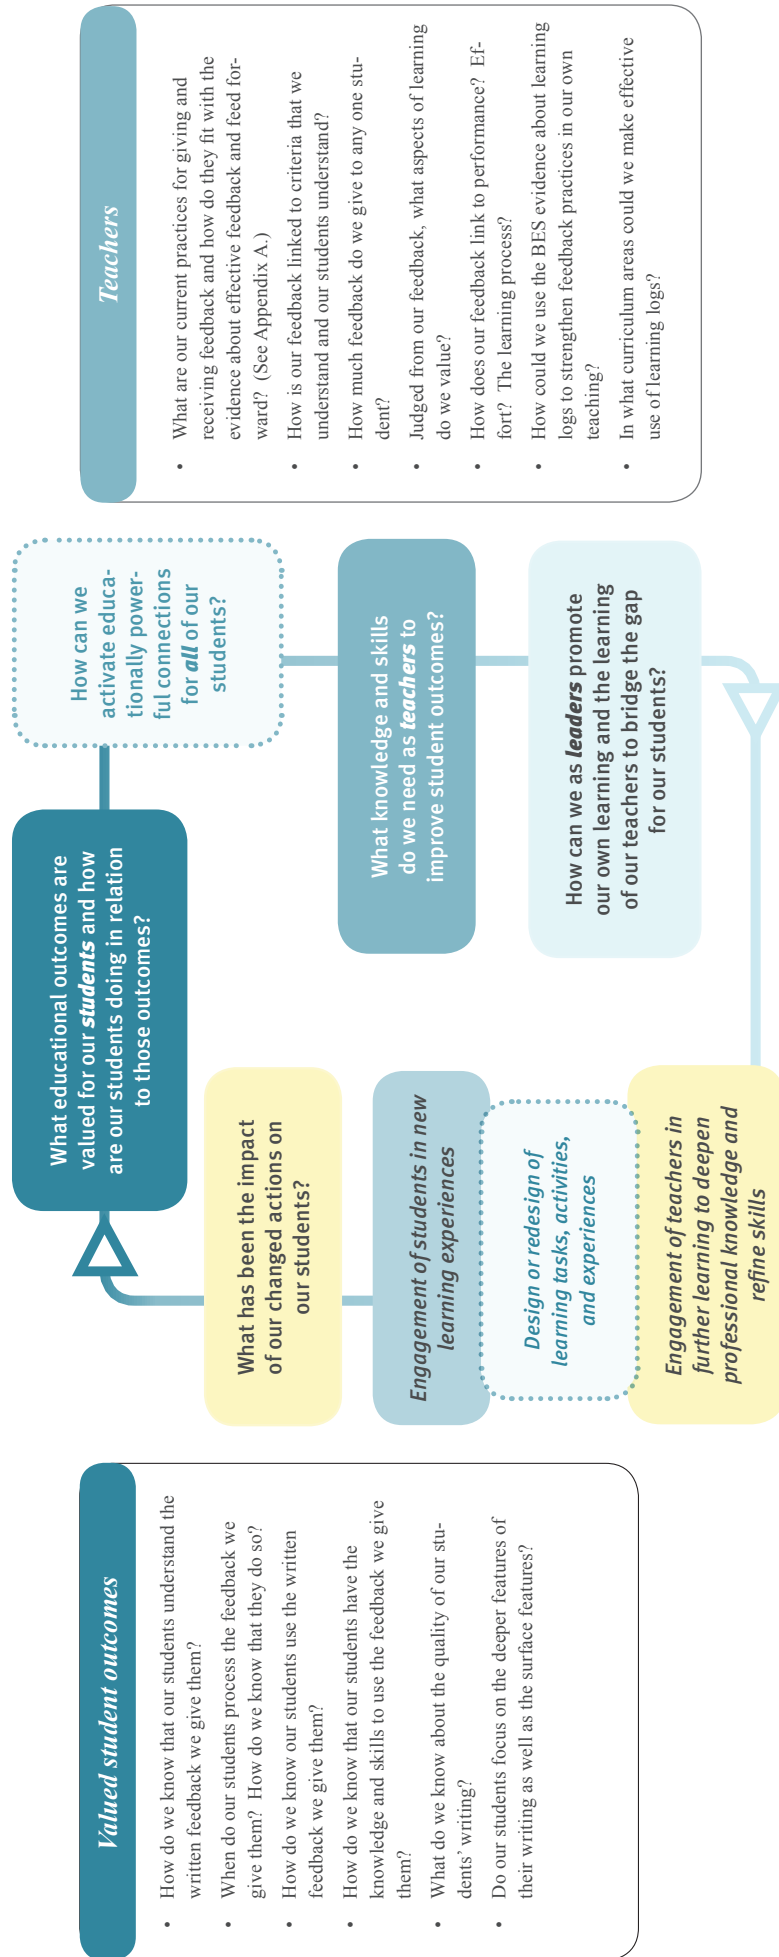 Valued student outcomes
• How do we know that our students understand the
written feedback we give them?
• When do our students process the feedback we
give them? How do we know that they do so?
• How do we know our students use the written
feedback we give them?
• How do we know that our students have the
knowledge and skills to use the feedback we give
them?
• What do we know about the quality of our stu-
dents’ writing?
• Do our students focus on the deeper features of
their writing as well as the surface features?
What educational outcomes are
valued for our students and how
are our students doing in relation
to those outcomes?
How can we
activate educa-
tionally power-
ful connections
for all of our
students?
What knowledge and skills
do we need as teachers to
improve student outcomes?
How can we as leaders promote
our own learning and the learning
of our teachers to bridge the gap
for our students?
Engagement of teachers in
further learning to deepen
professional knowledge and
refine skills
Design or redesign of
learning tasks, activities,
and experiences
Engagement of students in new
learning experiences
What has been the impact
of our changed actions on
our students?
Teachers
• What are our current practices for giving and
receiving feedback and how do they fit with the
evidence about effective feedback and feed for-
ward? (See Appendix A.)
• How is our feedback linked to criteria that we
understand and our students understand?
• How much feedback do we give to any one stu-
dent?
• Judged from our feedback, what aspects of learning
do we value?
• How does our feedback link to performance? Ef-
fort? The learning process?
• How could we use the BES evidence about learning
logs to strengthen feedback practices in our own
teaching?
• In what curriculum areas could we make effective
use of learning logs?